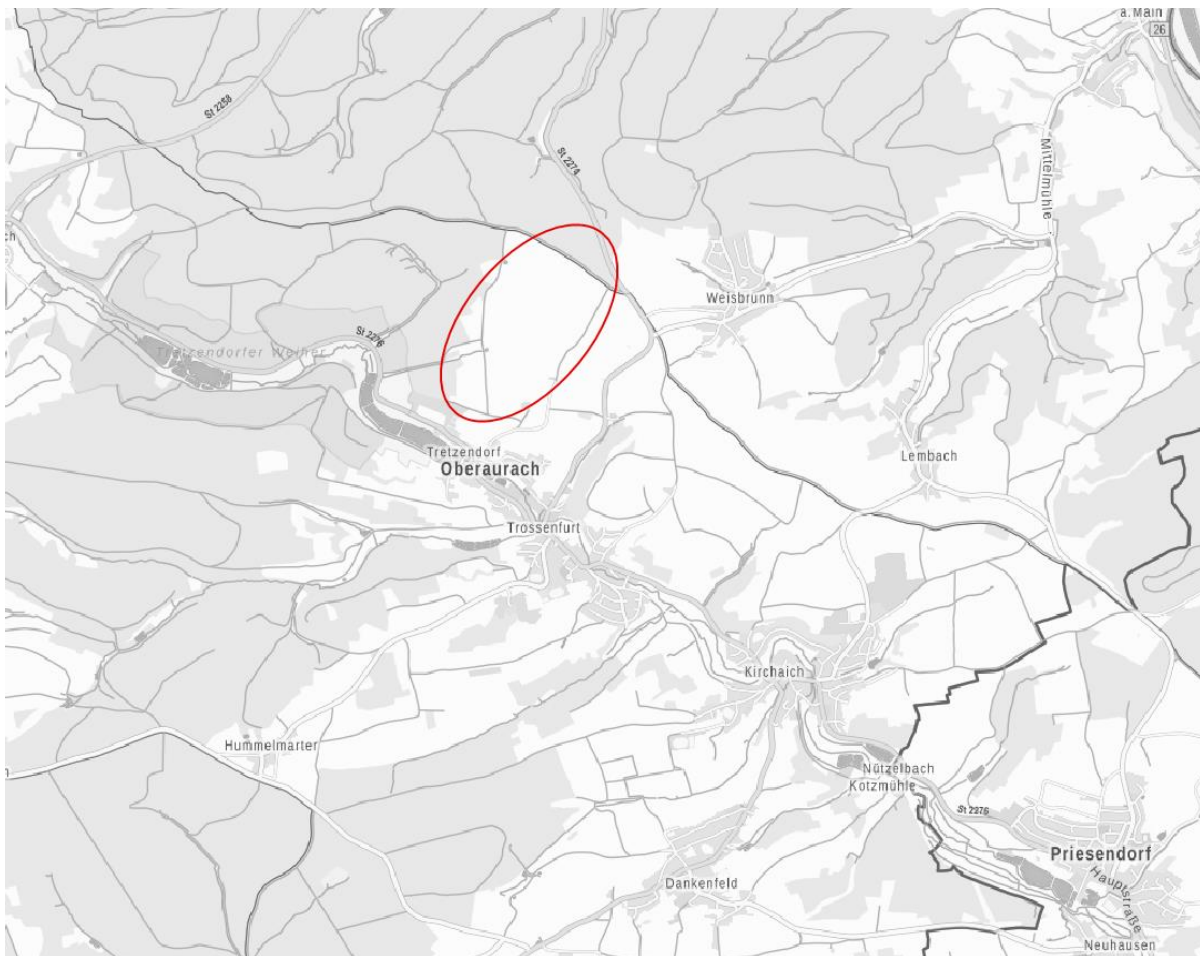 a. Main
26
St 2258
St 2274
Mittelmühle
Weisbrunn
ch
St 2276
Tretzendorfer Weiher
Tretzendorf
Oberaurach
Lembach
Trossenfurt
Kirchaich
Hummelmarter
n
Nützelbach
Kotzmühle
St 2276
Priesendorf
Hauptstraße
Dankenfeld
Neuhausen